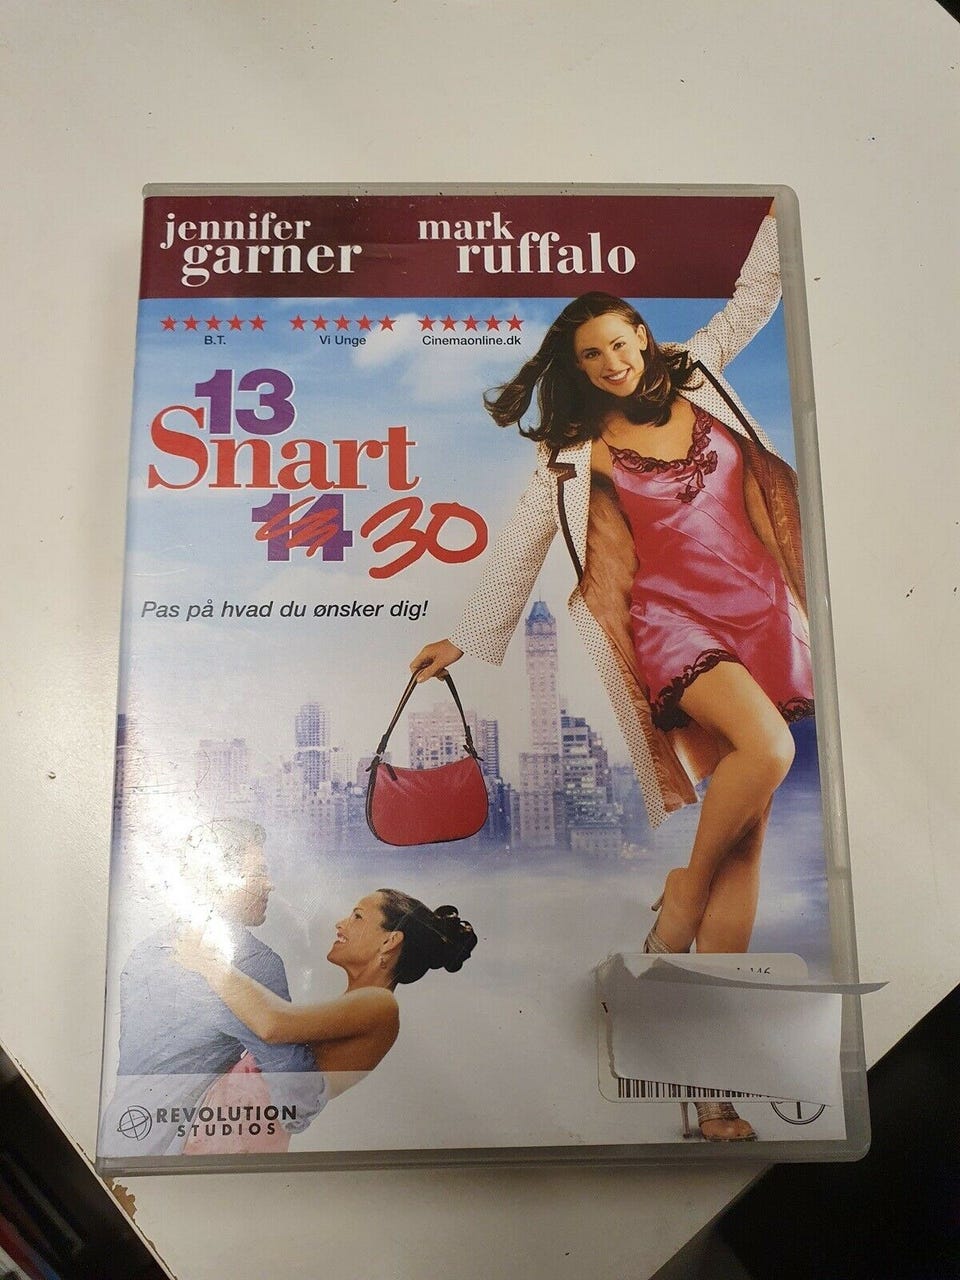 jennifer
garner
mark
ruffalo
B.T.
Vi Unge
Cinemaonline.dk
13
Snart
14 30
Pas på hvad du ønsker dig!
REVOLUTION
STUDIOS